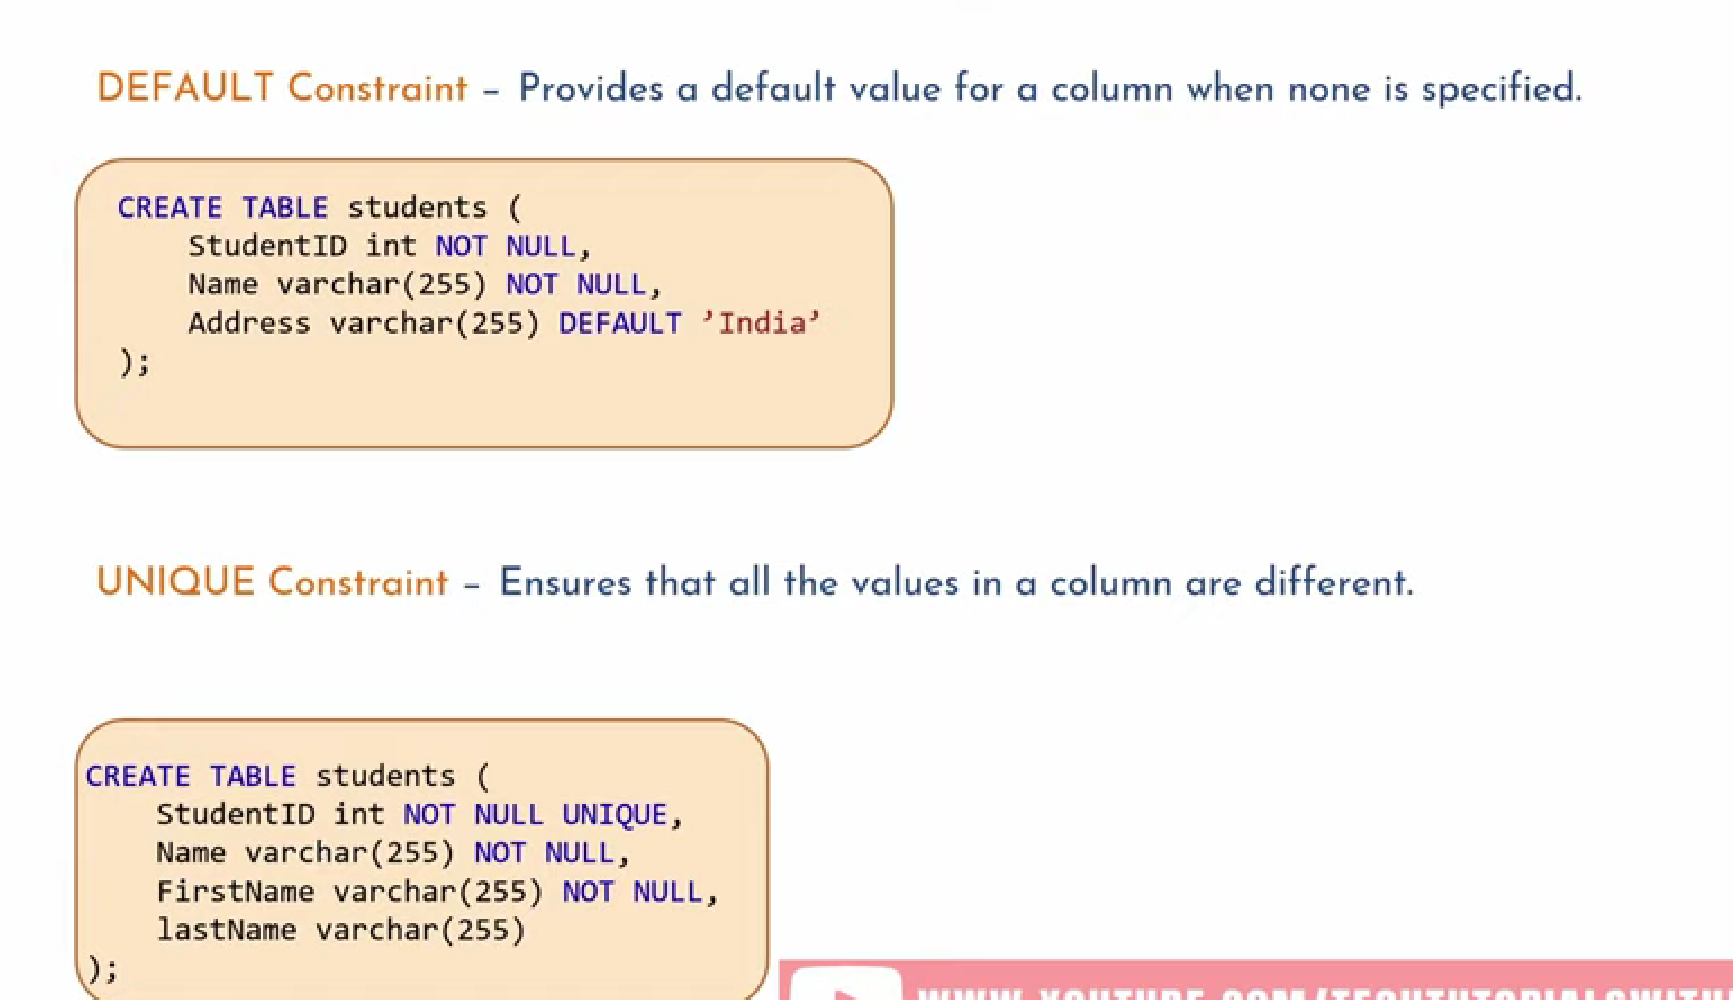 DEFAULT Constraint – Provides a default value for a column when none is specified.
CREATE TABLE students (
StudentID int NOT NULL,
Name varchar(255) NOT NULL,
Address varchar(255) DEFAULT ’India’
);
UNIQUE Constraint – Ensures that all the values in a column are different.
CREATE TABLE students (
StudentID int NOT NULL UNIQUE,
Name varchar(255) NOT NULL,
FirstName varchar(255) NOT NULL,
lastName varchar(255)
);